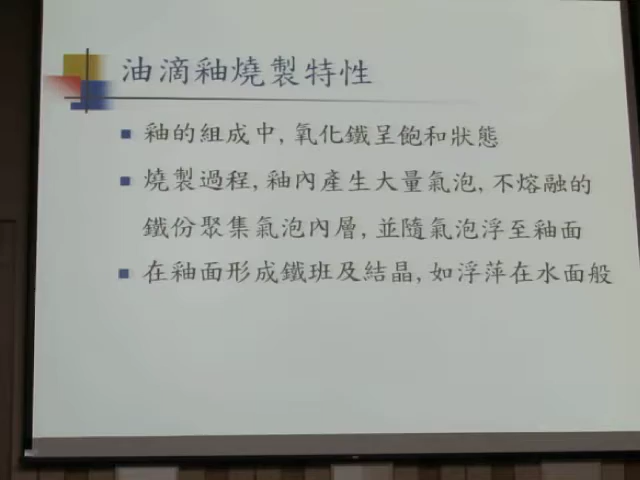 油滴釉燒製特性
釉的組成中,氧化鐵呈飽和狀態
燒製過程,釉內產生大量氣泡,不熔融的
鐵份聚集氣泡內層,並隨氣泡浮至釉面
在釉面形成鐵班及結晶,如浮萍在水面般